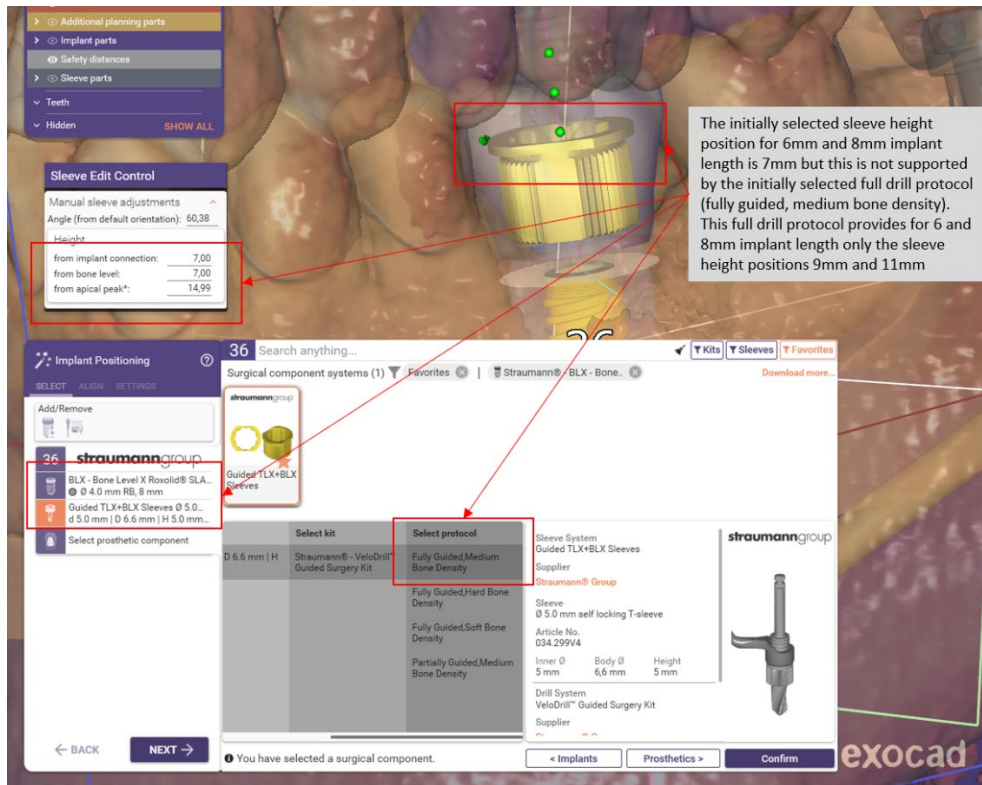 Additional planning parts
Implant parts
Safety distances
Sleeve parts
Teeth
Hidden SHOW ALL
Sleeve Edit Control
Manual sleeve adjustments
Angle (from default orientation): 60,38
Height
from implant connection: 7,00
from bone level: 7,00
from apical peak*: 14,99
The initially selected sleeve height
position for 6mm and 8mm implant
length is 7mm but this is not supported
by the initially selected full drill protocol
(fully guided, medium bone density).
This full drill protocol provides for 6 and
8mm implant length only the sleeve
height positions 9mm and 11mm
36
Implant Positioning
SELECT ALIGN SETTINGS
Add/Remove
36 straumanngroup
BLX - Bone Level X Roxolid® SLA...
Ø 4.0 mm RB, 8 mm
Guided TLX+BLX Sleeves Ø 5.0...
d 5.0 mm | D 6.6 mm | H 5.0 mm...
Select prosthetic component
← BACK NEXT →
36 Search anything... Kits Sleeves Favorites
Surgical component systems (1) Favorites | Straumann® - BLX - Bone.. Download more...
straumanngroup
Guided TLX+BLX
Sleeves
Select kit Select protocol
D 6.6 mm | H Straumann® - VeloDrill™
Guided Surgery Kit
Fully Guided,Medium
Bone Density
Fully Guided,Hard Bone
Density
Fully Guided,Soft Bone
Density
Partially Guided,Medium
Bone Density
Sleeve System
Guided TLX+BLX Sleeves
Supplier
Straumann® Group
Sleeve
Ø 5.0 mm self locking T-sleeve
Article No.
034.299V4
Inner Ø Body Ø Height
5 mm 6,6 mm 5 mm
Drill System
VeloDrill™ Guided Surgery Kit
Supplier
straumanngroup
You have selected a surgical component.
< Implants Prosthetics > Confirm
exocad